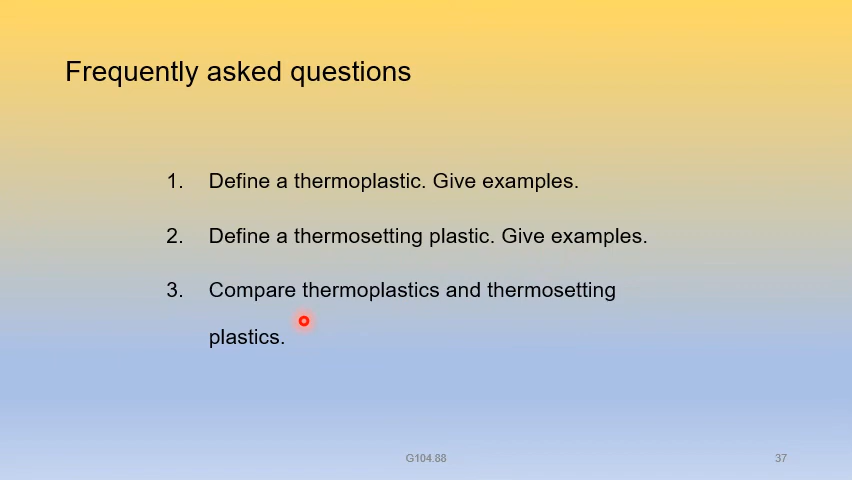 Frequently asked questions
1. Define a thermoplastic. Give examples.
2. Define a thermosetting plastic. Give examples.
3. Compare thermoplastics and thermosetting
plastics.
G104.88
37